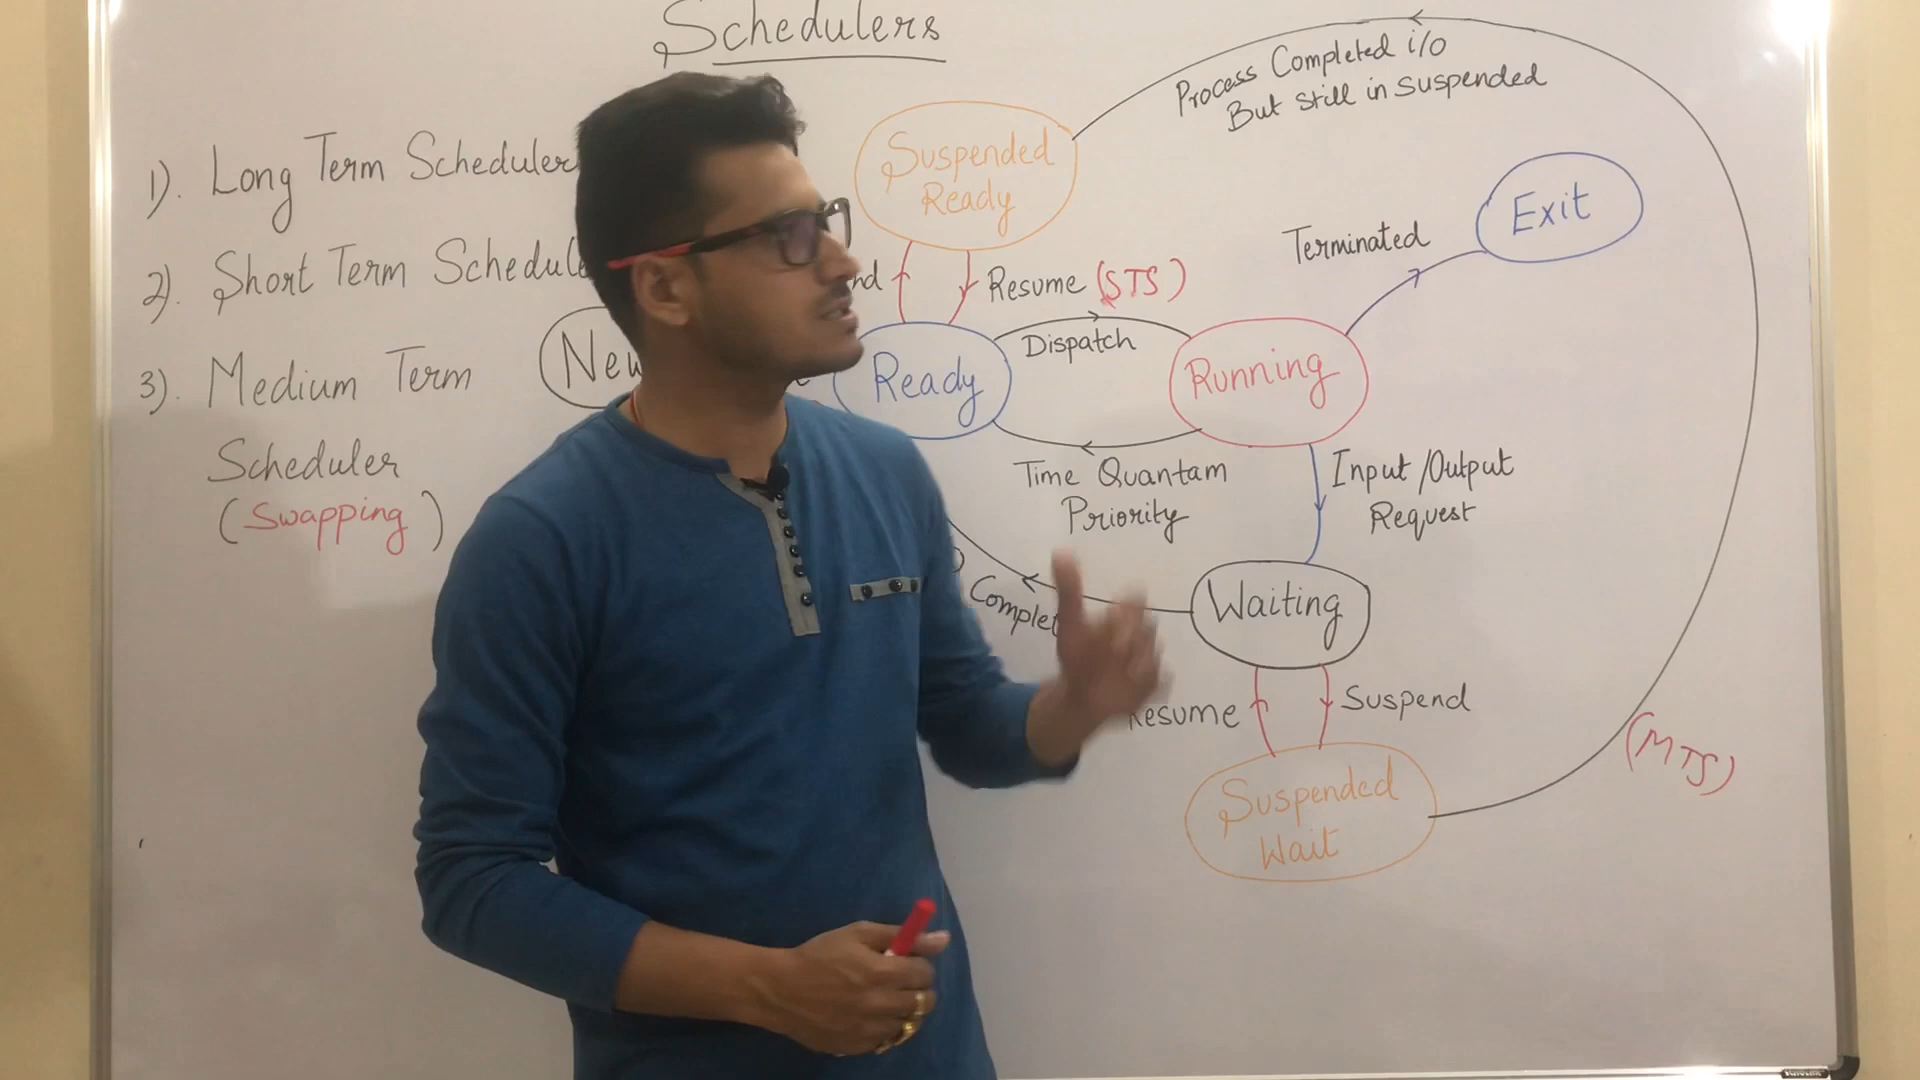 Schedulers
1). Long Term Scheduler
2). Short Term Schedule
3). Medium Term
Scheduler
(Swapping)
Process Completed i/o
But still in suspended
Suspended
Ready
Exit
Terminated
Resume (STS)
New
Ready
Dispatch
Running
Time Quantam
Priority
Input/Output
Request
Complet
Waiting
Resume
Suspend
(MTS)
Suspended
Wait